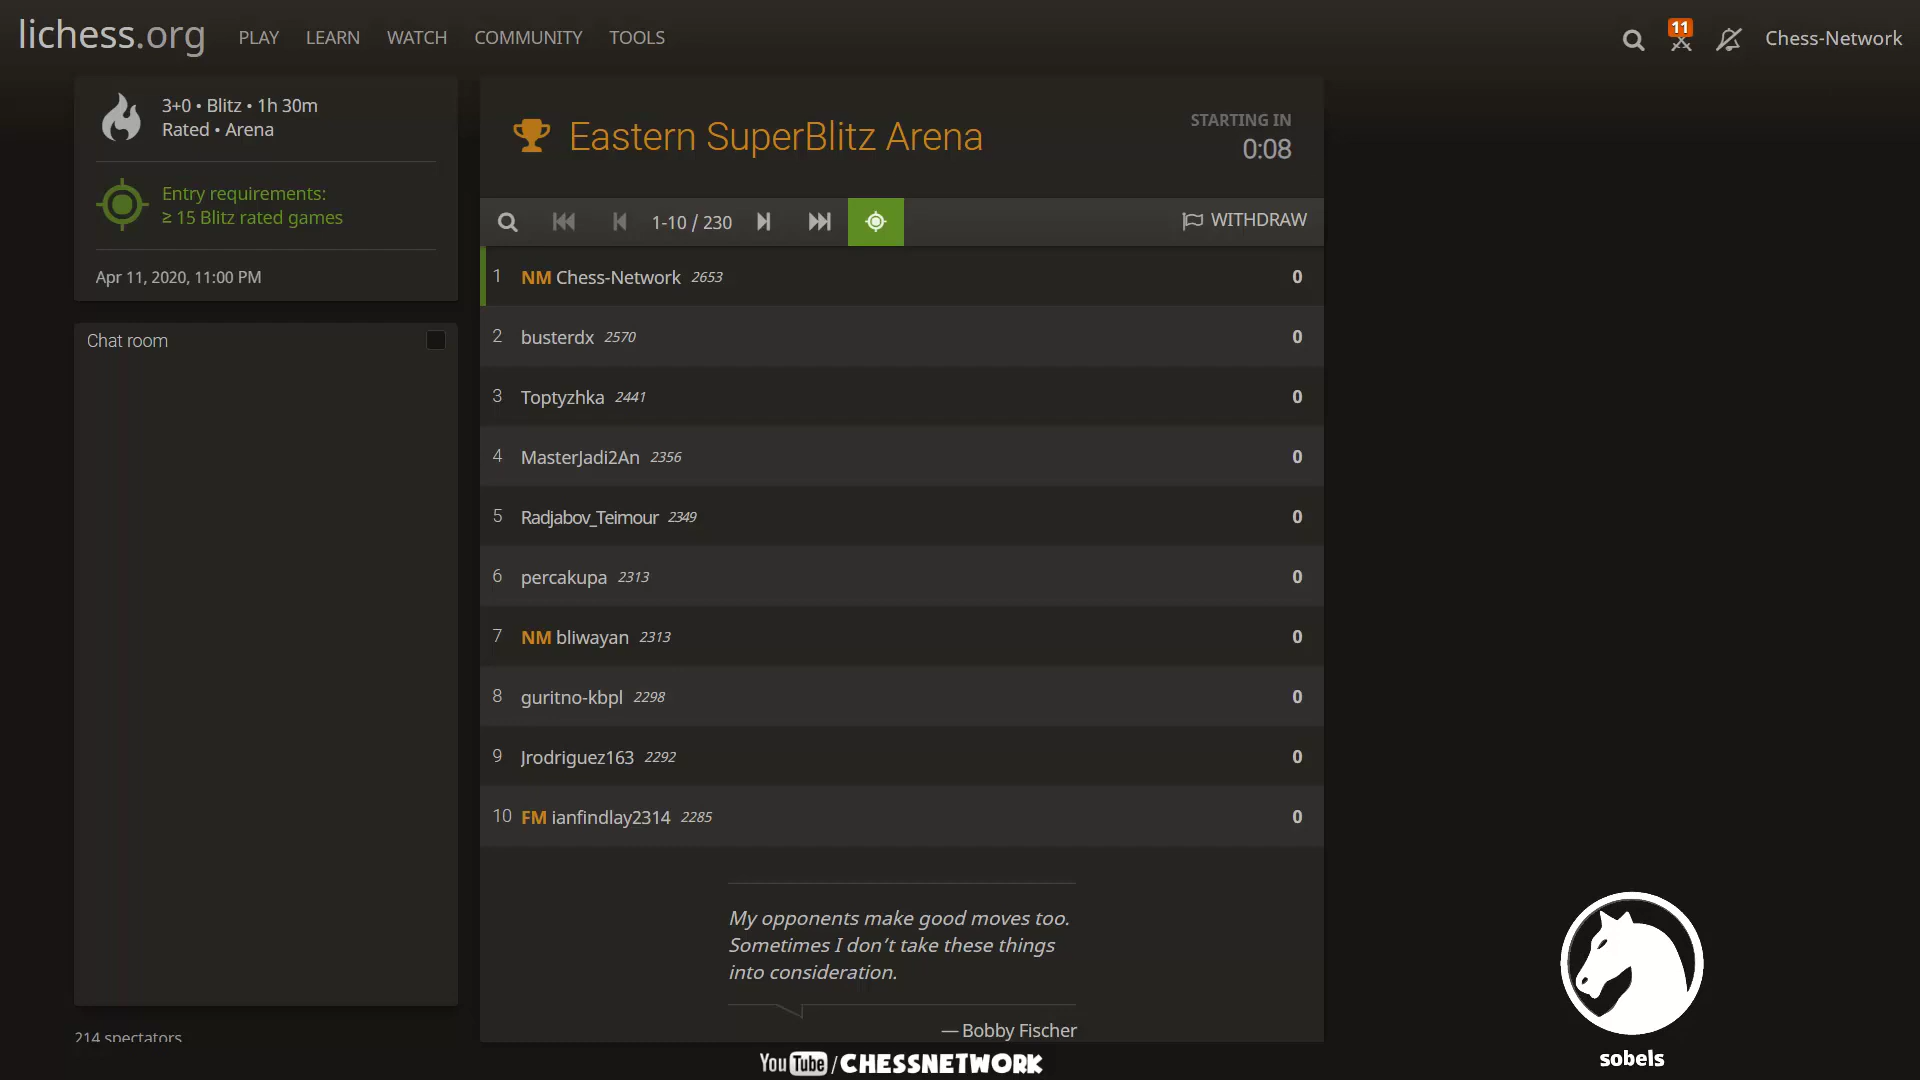 lichess.org
PLAY LEARN WATCH COMMUNITY TOOLS
11
Chess-Network
3+0 • Blitz • 1h 30m
Rated • Arena
Entry requirements:
≥ 15 Blitz rated games
Apr 11, 2020, 11:00 PM
Chat room
214 spectators
Eastern SuperBlitz Arena
STARTING IN
0:08
1-10 / 230
WITHDRAW
1 NM Chess-Network 2653 0
2 busterdx 2570 0
3 Toptyzhka 2441 0
4 MasterJadi2An 2356 0
5 Radjabov_Teimour 2349 0
6 percakupa 2313 0
7 NM bliwayan 2313 0
8 guritno-kbpl 2298 0
9 Jrodriguez163 2292 0
10 FM ianfindlay2314 2285 0
My opponents make good moves too.
Sometimes I don't take these things
into consideration.
— Bobby Fischer
YouTube/CHESSNETWORK
sobels